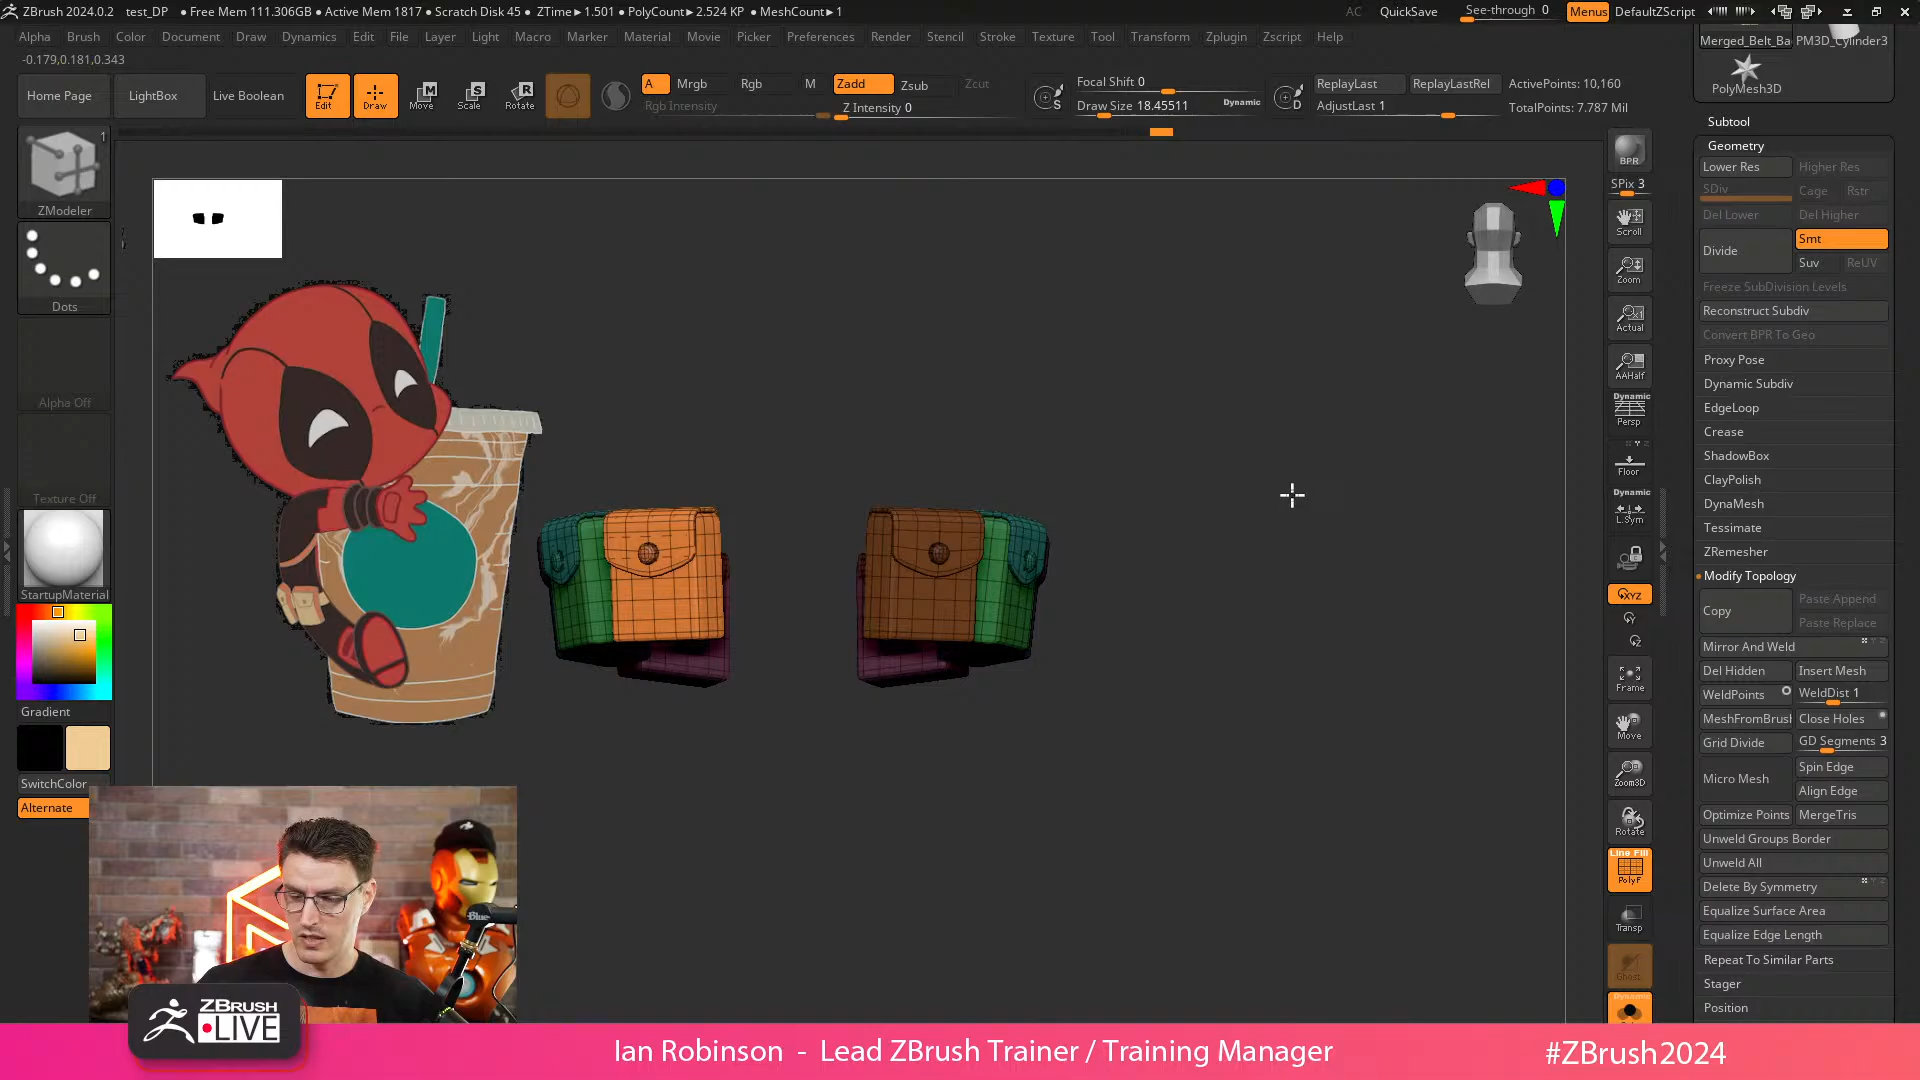 ZBrush 2024.0.2 test_DP ● Free Mem 111.306GB ● Active Mem 1817 ● Scratch Disk 45 ● ZTime►1.501 ● PolyCount►2.524 KP ● MeshCount►1
AC QuickSave See-through 0 Menus DefaultZScript
Alpha Brush Color Document Draw Dynamics Edit File Layer Light Macro Marker Material Movie Picker Preferences Render Stencil Stroke Texture Tool Transform Zplugin Zscript Help
-0.179,0.181,0.343
Home Page LightBox Live Boolean Edit Draw Move Scale Rotate
A Mrgb Rgb M Zadd Zsub Zcut
Rgb Intensity Z Intensity 0
Focal Shift 0
Draw Size 18.45511 Dynamic
S D
ReplayLast ReplayLastRel
AdjustLast 1
ActivePoints: 10,160
TotalPoints: 7.787 Mil
1
ZModeler
Dots
Alpha Off
Texture Off
StartupMaterial
Gradient
SwitchColor
Alternate
BPR
SPix 3
Scroll
Zoom
Actual
AAHalf
Dynamic
Persp
Floor
Dynamic
L.Sym
XYZ
Frame
Move
Zoom3D
Rotate
Line Fill
PolyF
Transp
Ghost
Dynamic
Merged_Belt_Ba PM3D_Cylinder3
PolyMesh3D
Subtool
Geometry
Lower Res Higher Res
SDiv Cage Rstr
Del Lower Del Higher
Divide Smt
Suv ReUV
Freeze SubDivision Levels
Reconstruct Subdiv
Convert BPR To Geo
Proxy Pose
Dynamic Subdiv
EdgeLoop
Crease
ShadowBox
ClayPolish
DynaMesh
Tessimate
ZRemesher
Modify Topology
Copy Paste Append
Paste Replace
Mirror And Weld
Del Hidden Insert Mesh
WeldPoints WeldDist 1
MeshFromBrush Close Holes
Grid Divide GD Segments 3
Micro Mesh Spin Edge
Align Edge
Optimize Points MergeTris
Unweld Groups Border
Unweld All
Delete By Symmetry
Equalize Surface Area
Equalize Edge Length
Repeat To Similar Parts
Stager
Position
Blue
ZBRUSH
LIVE
Ian Robinson - Lead ZBrush Trainer / Training Manager
#ZBrush2024